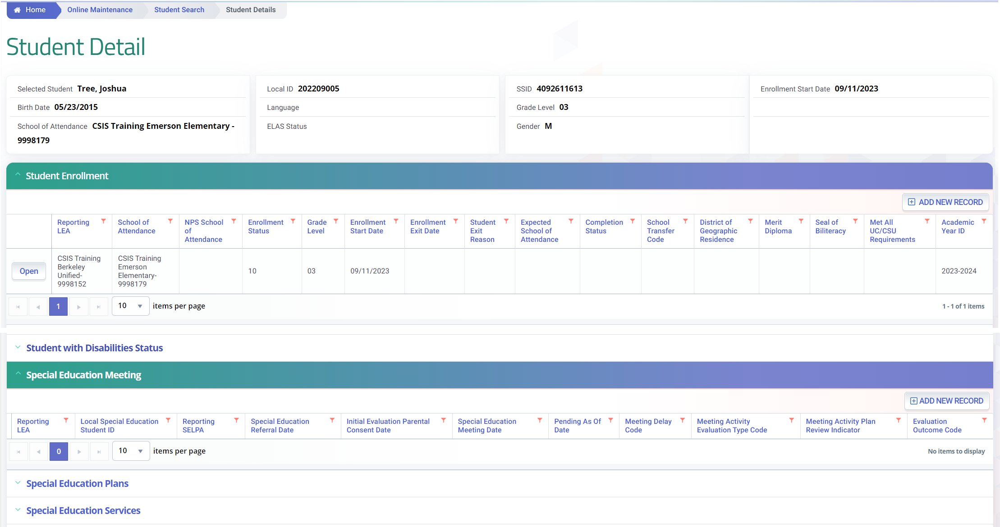 Home Online Maintenance Student Search Student Details
Student Detail
Selected Student Tree, Joshua
Birth Date 05/23/2015
School of Attendance CSIS Training Emerson Elementary -
9998179
Local ID 202209005
Language
ELAS Status
SSID 4092611613
Grade Level 03
Gender M
Enrollment Start Date 09/11/2023
Student Enrollment
ADD NEW RECORD
Reporting
LEA
School of
Attendance
NPS School
of
Attendance
Enrollment
Status
Grade
Level
Enrollment
Start Date
Enrollment
Exit Date
Student
Exit
Reason
Expected
School of
Attendance
Completion
Status
School
Transfer
Code
District of
Geographic
Residence
Merit
Diploma
Seal of
Biliteracy
Met All
UC/CSU
Requirements
Academic
Year ID
Open
CSIS Training
Berkeley
Unified-
9998152
CSIS Training
Emerson
Elementary-
9998179
10
03
09/11/2023
2023-2024
1
10
items per page
1 - 1 of 1 items
Student with Disabilities Status
Special Education Meeting
ADD NEW RECORD
Reporting
LEA
Local Special Education
Student ID
Reporting
SELPA
Special Education
Referral Date
Initial Evaluation Parental
Consent Date
Special Education
Meeting Date
Pending As Of
Date
Meeting Delay
Code
Meeting Activity
Evaluation Type Code
Meeting Activity Plan
Review Indicator
Evaluation
Outcome Code
0
10
items per page
No items to display
Special Education Plans
Special Education Services